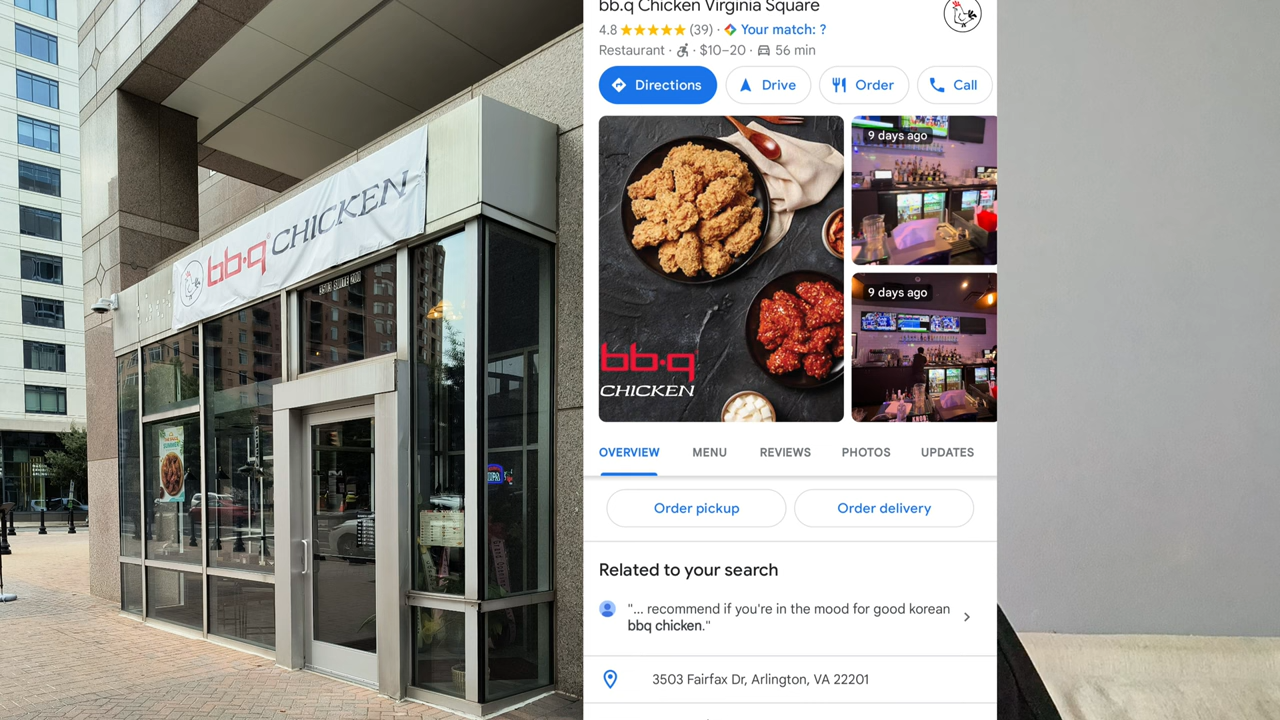 bb.q CHICKEN
3503 SUITE 200
bb.q Chicken Virginia Square
4.8 (39) · Your match: ?
Restaurant · · $10–20 · 56 min
Directions
Drive
Order
Call
9 days ago
9 days ago
bb.q
CHICKEN
OVERVIEW
MENU
REVIEWS
PHOTOS
UPDATES
Order pickup
Order delivery
Related to your search
"... recommend if you're in the mood for good korean
bbq chicken."
3503 Fairfax Dr, Arlington, VA 22201